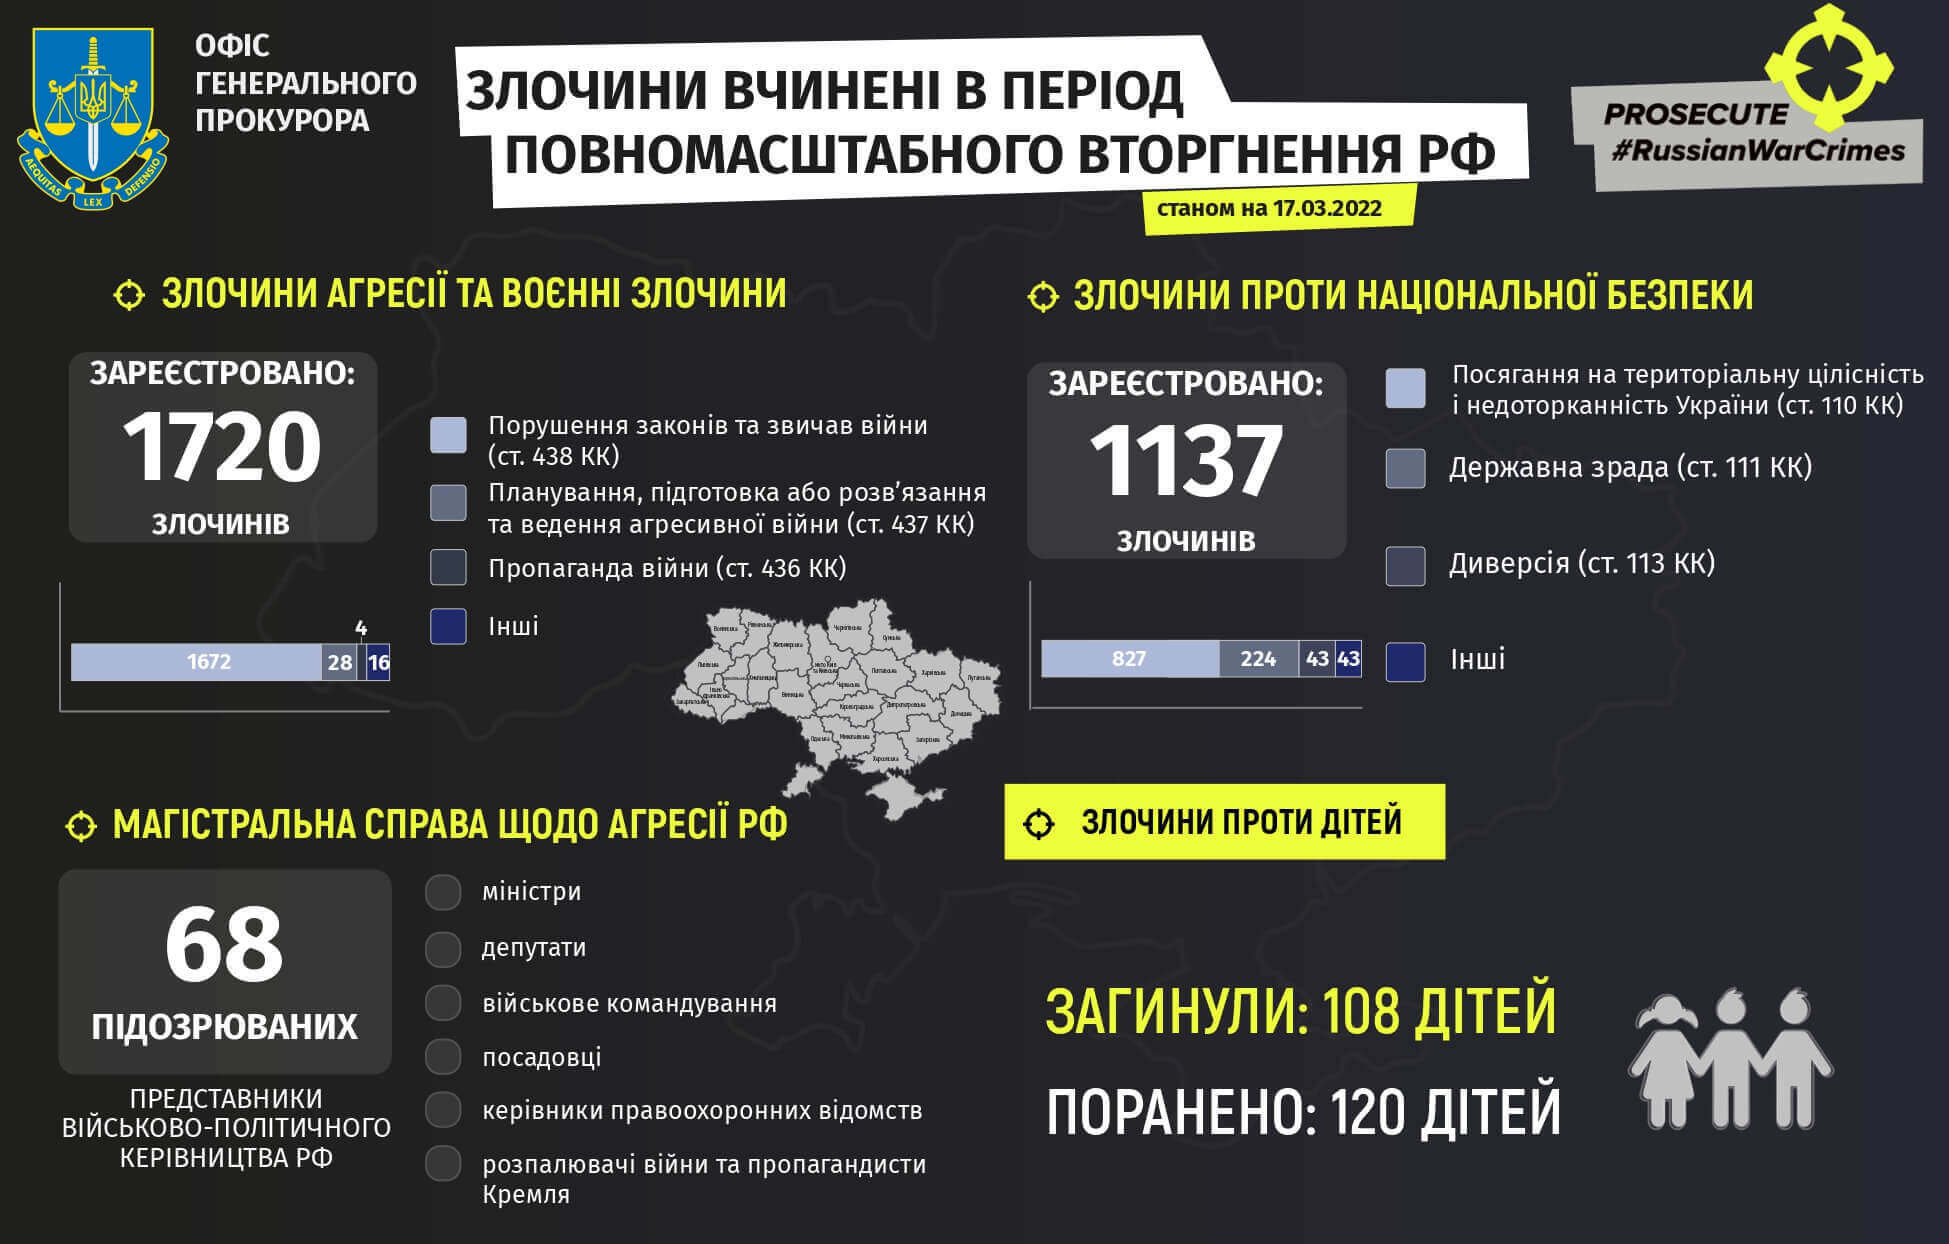 ОФІС
ГЕНЕРАЛЬНОГО
ПРОКУРОРА
AEQUITAS
LEX
DEFENSIO
ЗЛОЧИНИ ВЧИНЕНІ В ПЕРІОД
ПОВНОМАСШТАБНОГО ВТОРГНЕННЯ РФ
станом на 17.03.2022
PROSECUTE
#RussianWarCrimes
ЗЛОЧИНИ АГРЕСІЇ ТА ВОЄННІ ЗЛОЧИНИ
ЗАРЕЄСТРОВАНО:
1720
ЗЛОЧИНІВ
Порушення законів та звичав війни
(ст. 438 КК)
Планування, підготовка або розв’язання
та ведення агресивної війни (ст. 437 КК)
Пропаганда війни (ст. 436 КК)
Інші
4
1672 28 16
ЗЛОЧИНИ ПРОТИ НАЦІОНАЛЬНОЇ БЕЗПЕКИ
ЗАРЕЄСТРОВАНО:
1137
ЗЛОЧИНІВ
Посягання на територіальну цілісність
і недоторканність України (ст. 110 КК)
Державна зрада (ст. 111 КК)
Диверсія (ст. 113 КК)
Інші
827 224 43 43
МАГІСТРАЛЬНА СПРАВА ЩОДО АГРЕСІЇ РФ
68
ПІДОЗРЮВАНИХ
ПРЕДСТАВНИКИ
ВІЙСЬКОВО-ПОЛІТИЧНОГО
КЕРІВНИЦТВА РФ
міністри
депутати
військове командування
посадовці
керівники правоохоронних відомств
розпалювачі війни та пропагандисти
Кремля
ЗЛОЧИНИ ПРОТИ ДІТЕЙ
ЗАГИНУЛИ: 108 ДІТЕЙ
ПОРАНЕНО: 120 ДІТЕЙ